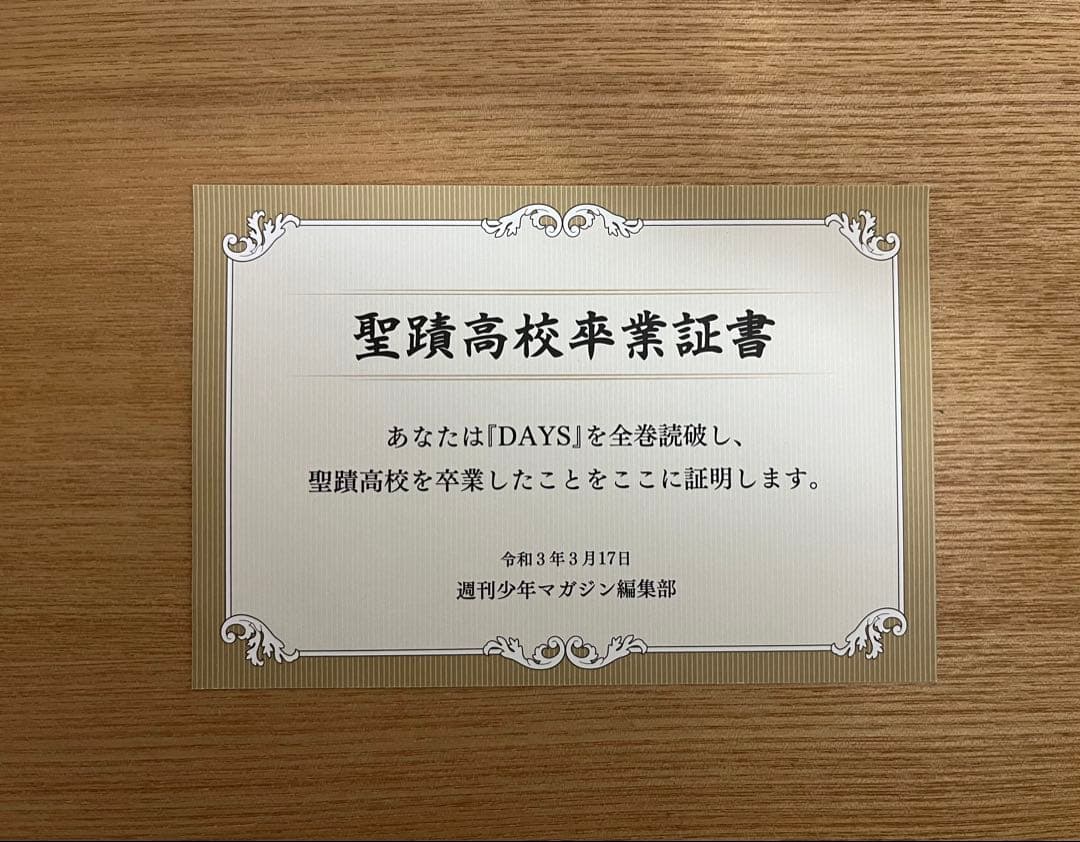 聖蹟高校卒業証書
あなたは『DAYS』を全巻読破し、
聖蹟高校を卒業したことをここに証明します。
令和3年3月17日
週刊少年マガジン編集部